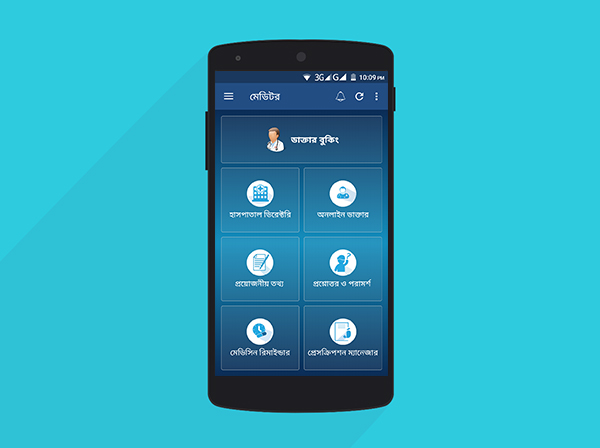 3G G 10:09 PM
মেডিটর
ডাক্তার বুকিং
হাসপাতাল ডিরেক্টরি
অনলাইন ডাক্তার
প্রয়োজনীয় তথ্য
প্রশ্নোত্তর ও পরামর্শ
মেডিসিন রিমাইন্ডার
প্রেসক্রিপশন ম্যানেজার